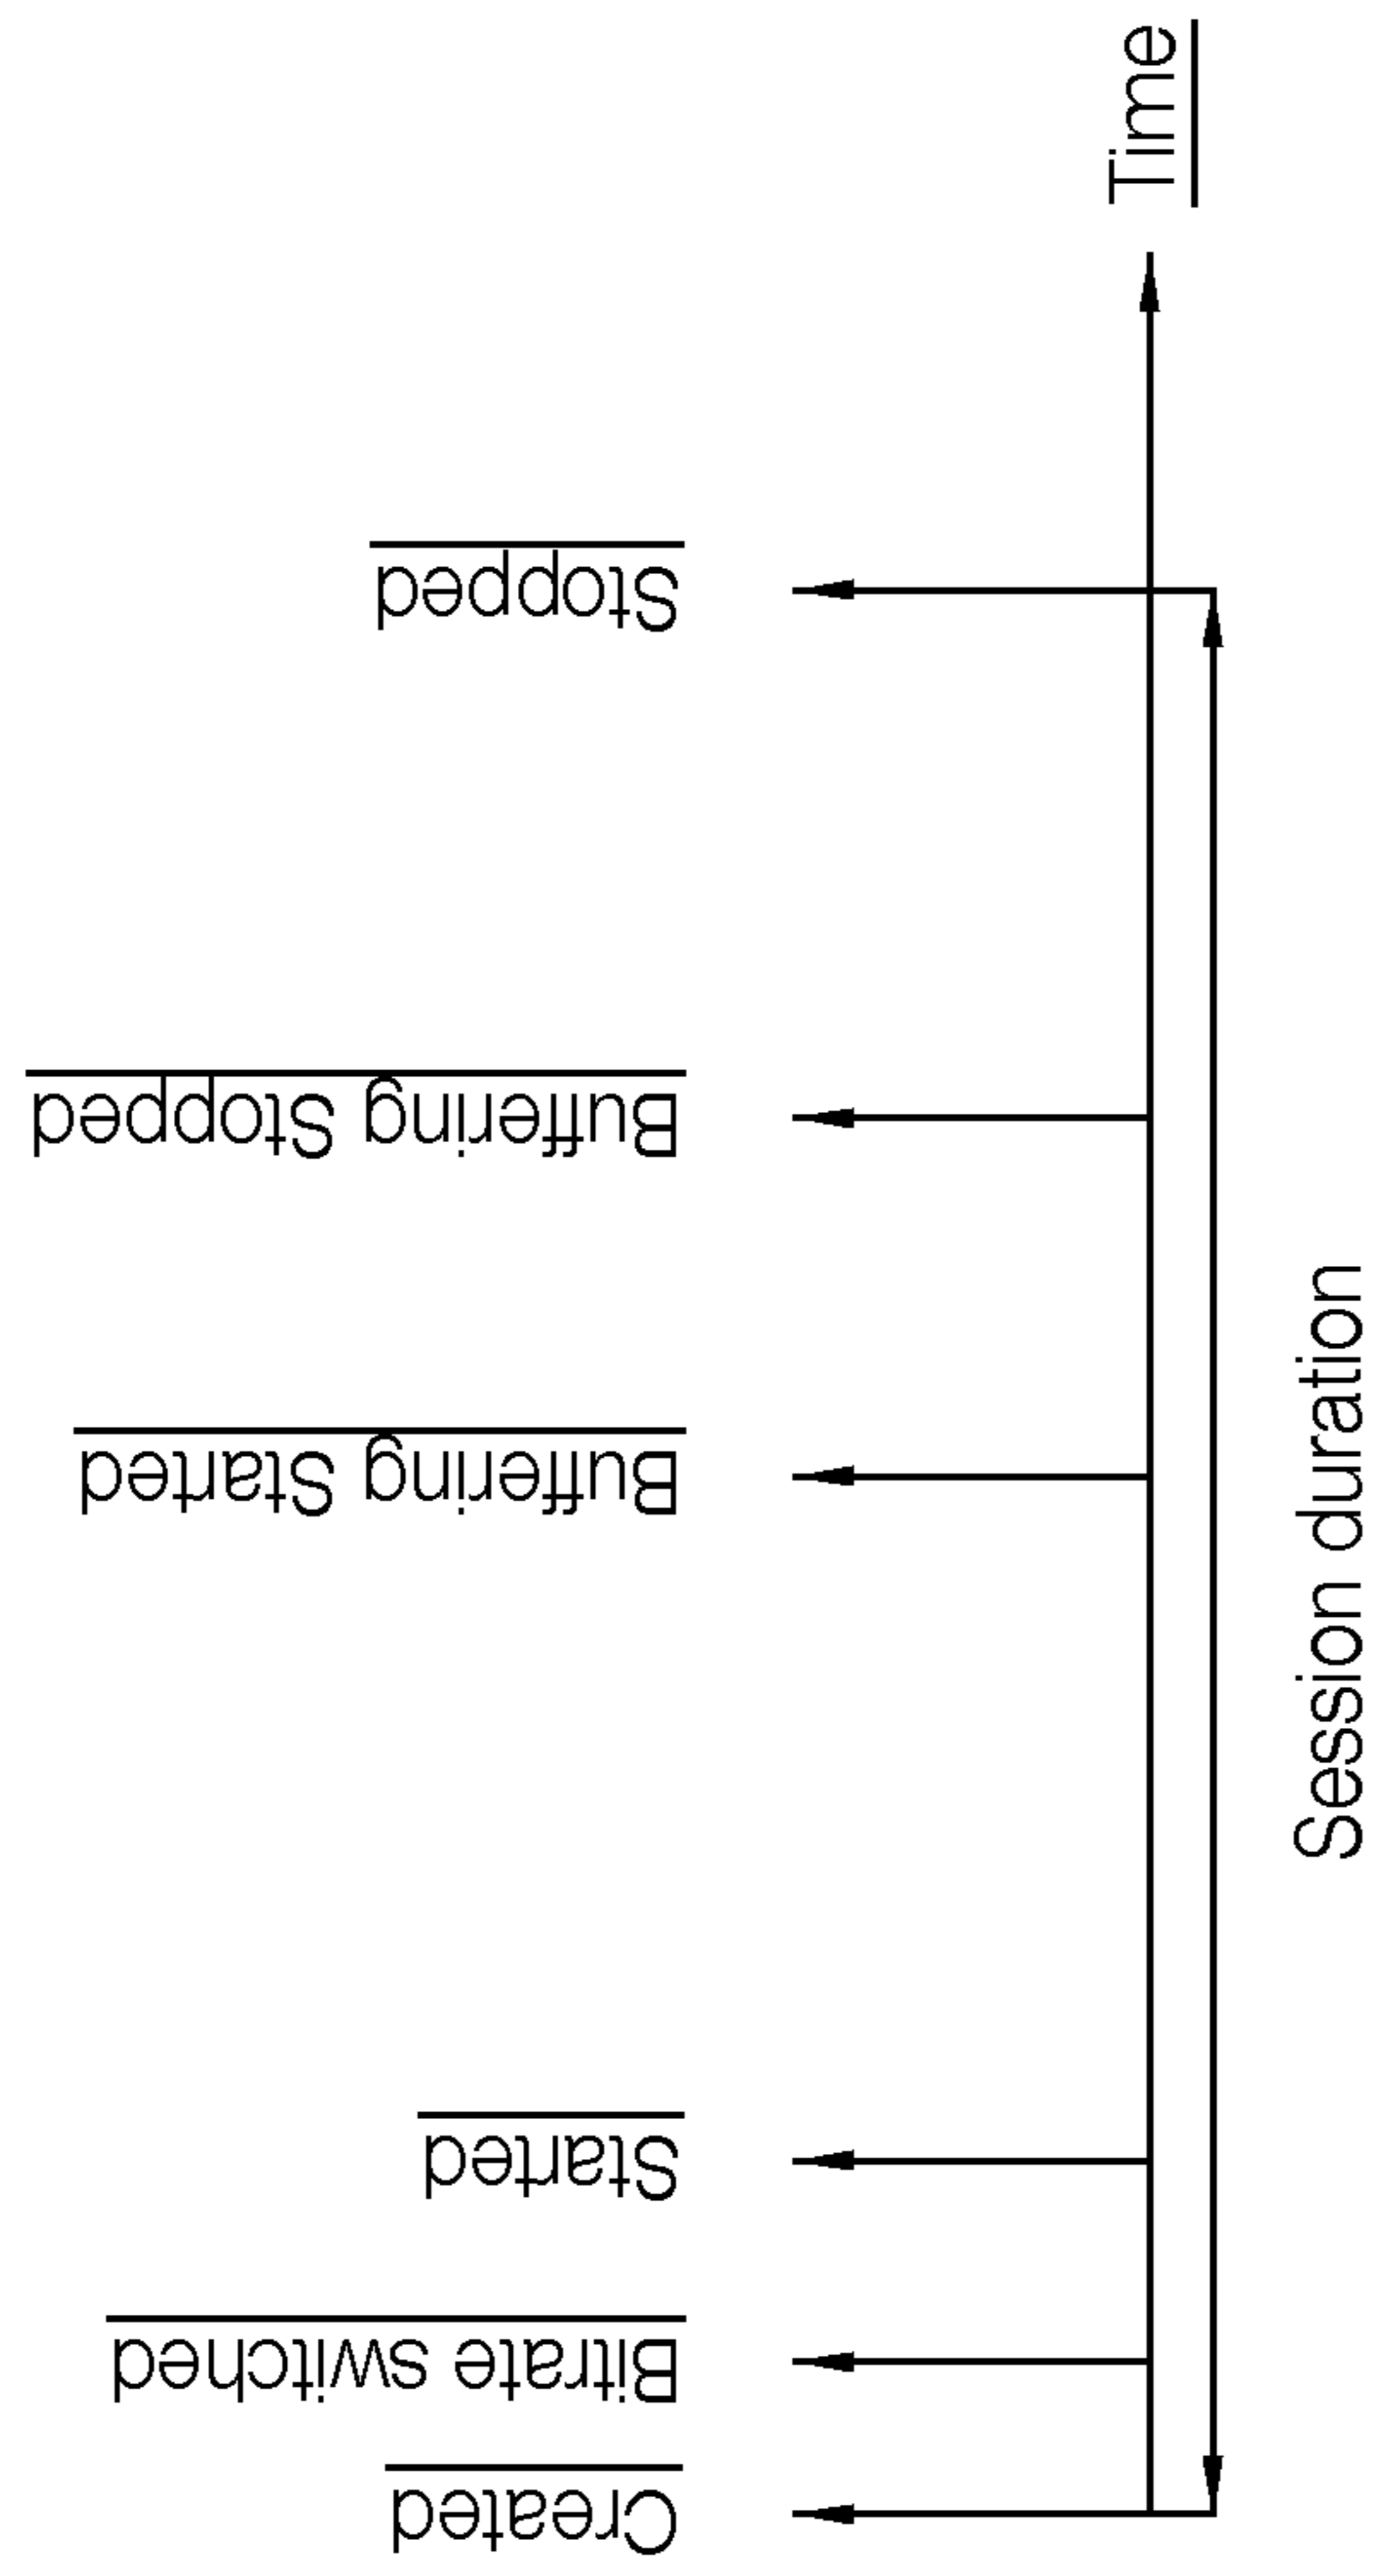 Created
Bitrate switched
Started
Buffering Started
Buffering Stopped
Stopped
Time
Session duration